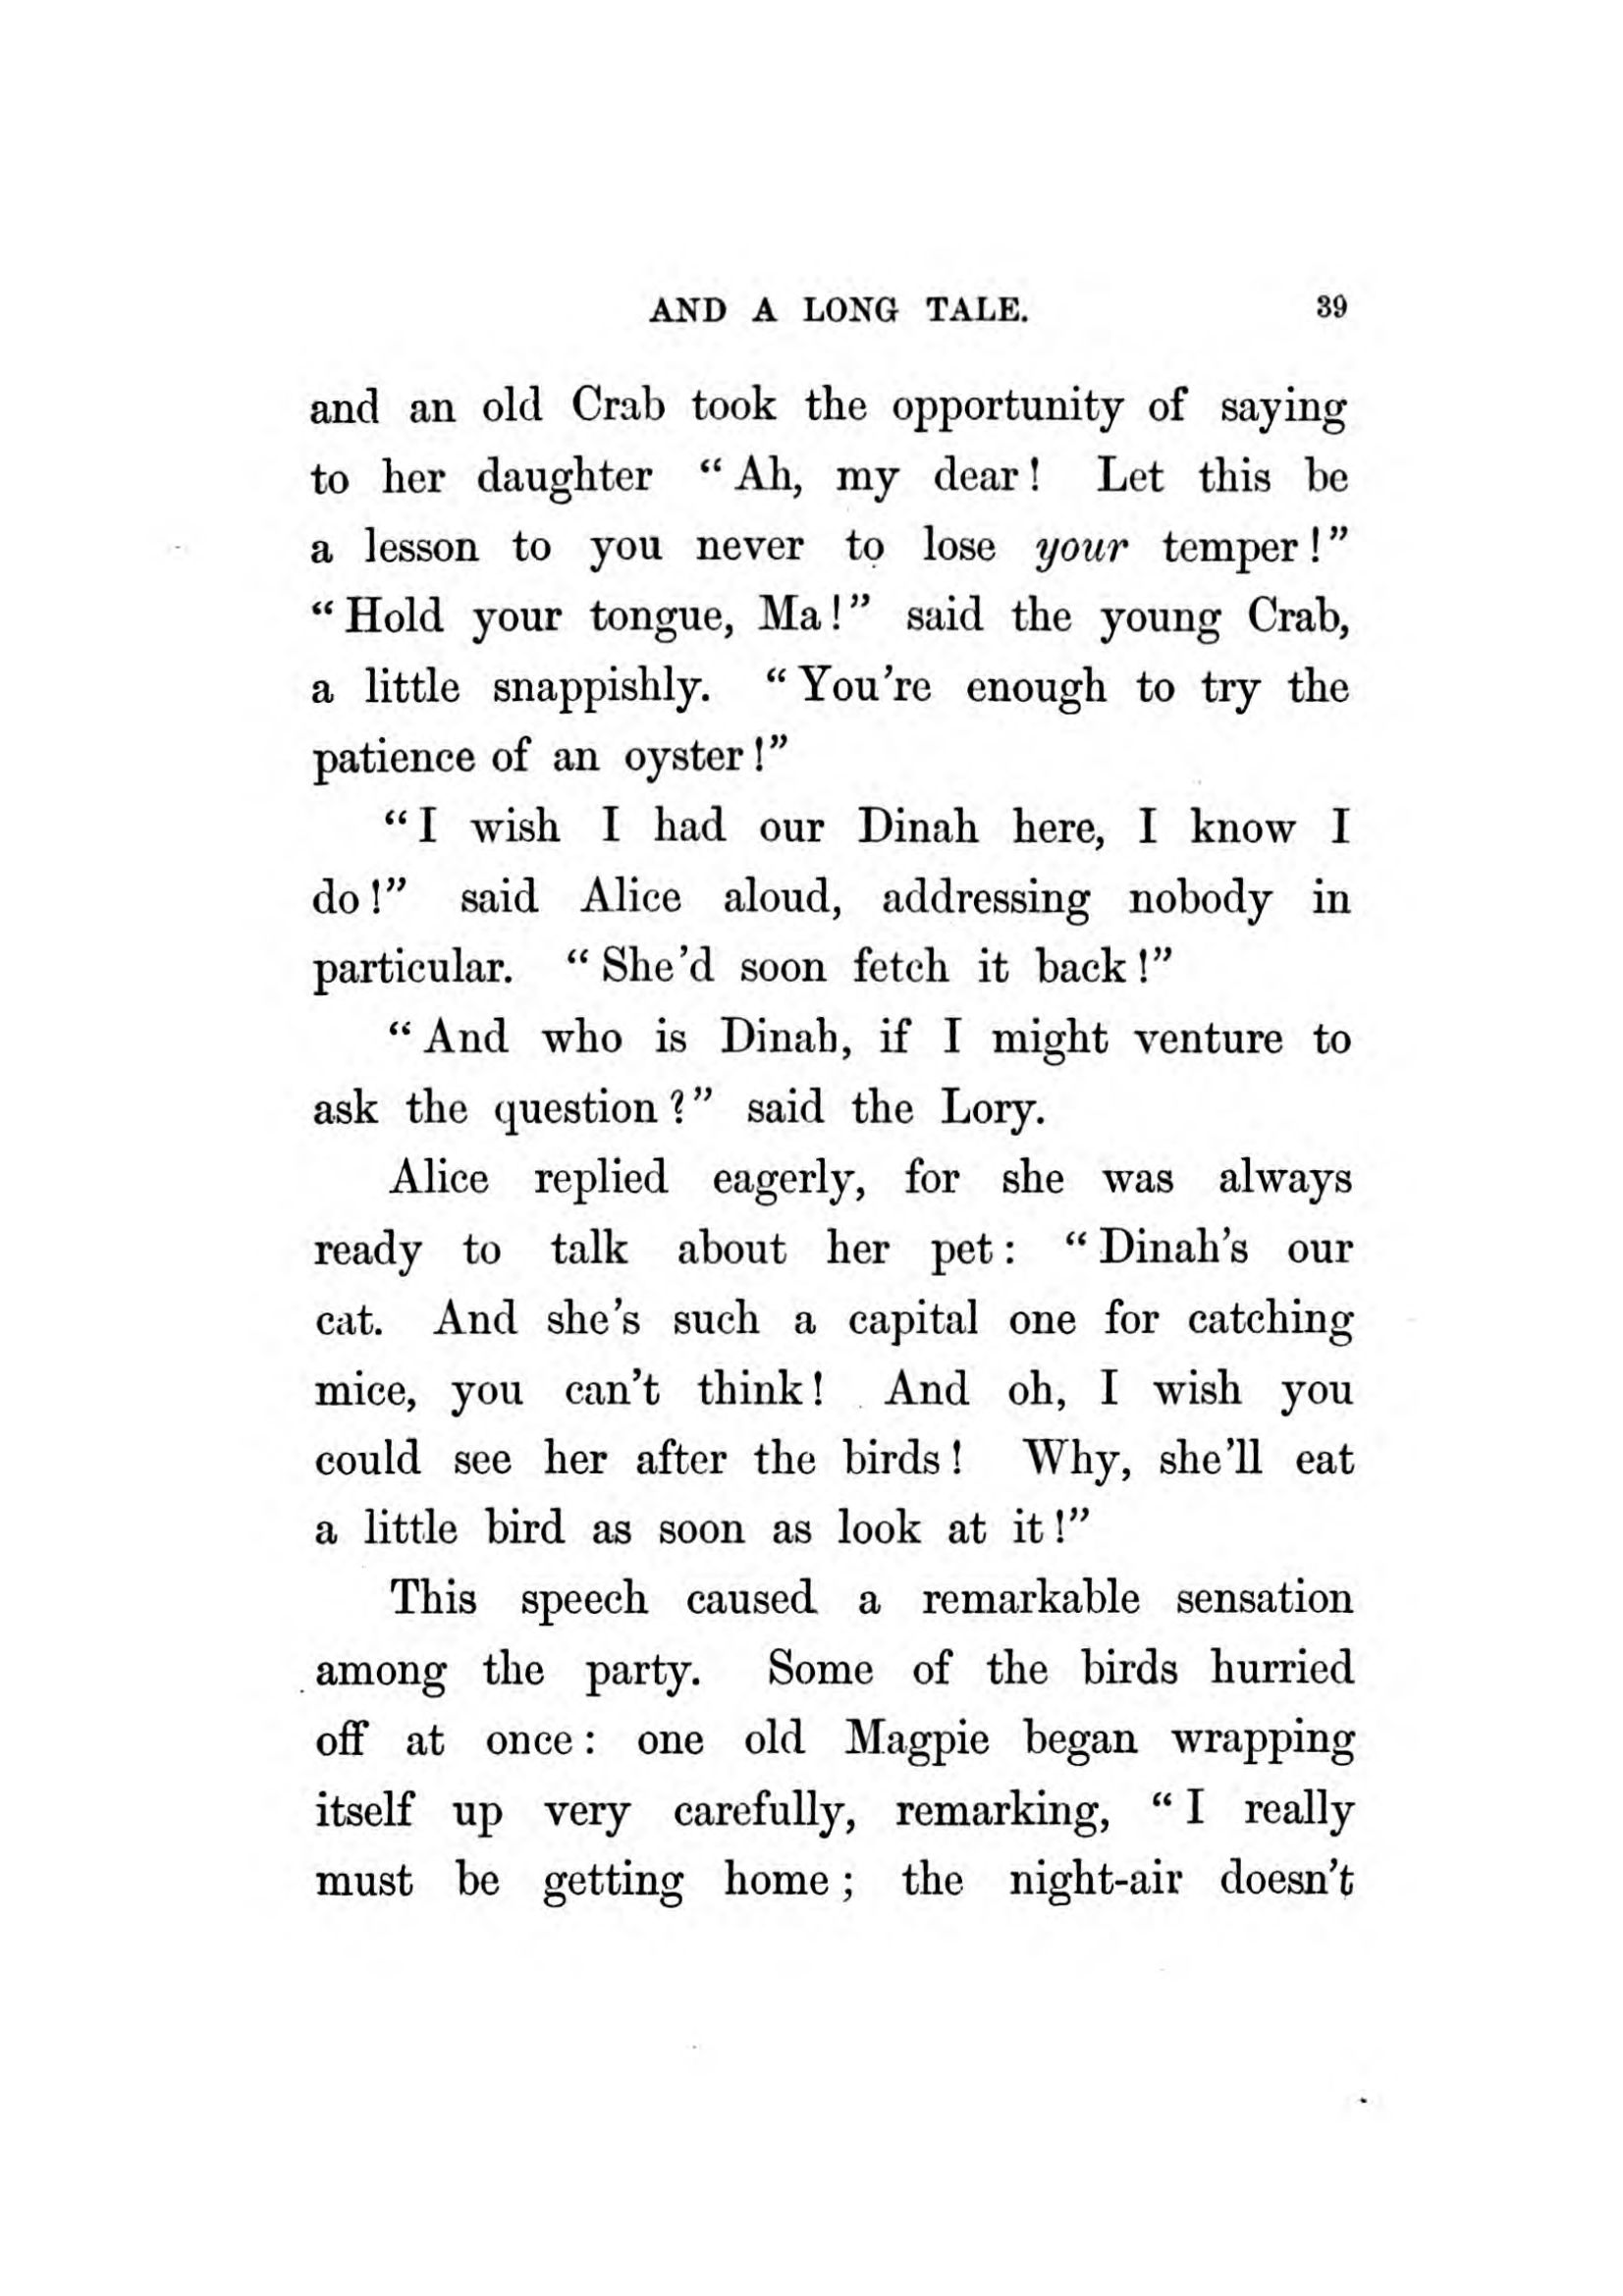 AND A LONG TALE. 39
and an old Crab took the opportunity of saying
to her daughter “Ah, my dear! Let this be
a lesson to you never to lose your temper!”
“Hold your tongue, Ma!” said the young Crab,
a little snappishly. “You're enough to try the
patience of an oyster!”
“I wish I had our Dinah here, I know I
do!” said Alice aloud, addressing nobody in
particular. “She'd soon fetch it back!”
“And who is Dinah, if I might venture to
ask the question?” said the Lory.
Alice replied eagerly, for she was always
ready to talk about her pet: “Dinah's our
cat. And she's such a capital one for catching
mice, you can't think! And oh, I wish you
could see her after the birds! Why, she'll eat
a little bird as soon as look at it!”
This speech caused a remarkable sensation
among the party. Some of the birds hurried
off at once: one old Magpie began wrapping
itself up very carefully, remarking, “I really
must be getting home; the night-air doesn't